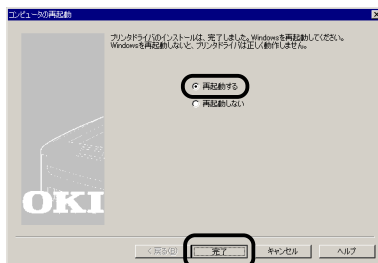 コンピュータの再起動
プリンタドライバのインストールは、完了しました。Windowsを再起動してください。
Windowsを再起動しないと、プリンタドライバは正しく動作しません。
再起動する
再起動しない
OKI
< 戻る(B)
完了
キャンセル
ヘルプ